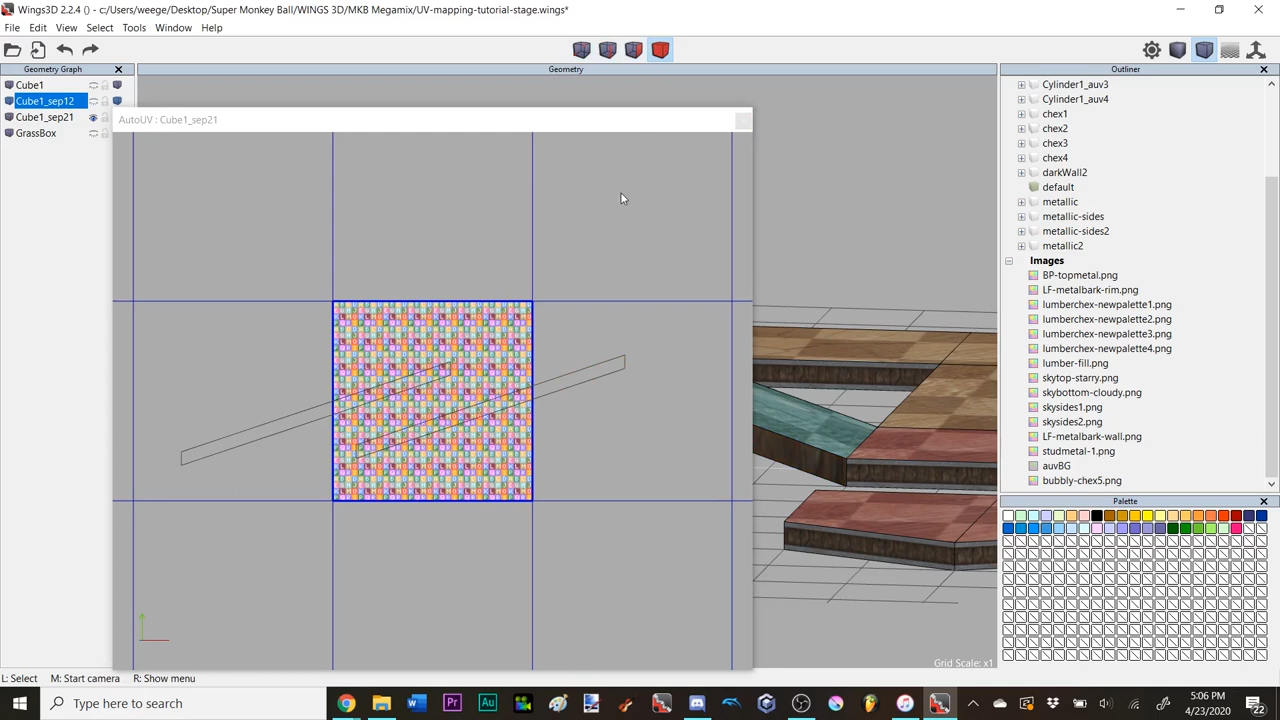 Wings3D 2.2.4 () - c:/Users/weege/Desktop/Super Monkey Ball/WINGS 3D/MKB Megamix/UV-mapping-tutorial-stage.wings*
File Edit View Select Tools Window Help
Geometry Graph
Geometry
Outliner
Cube1
Cube1_sep12
Cube1_sep21
GrassBox
AutoUV : Cube1_sep21
Cylinder1_auv3
Cylinder1_auv4
chex1
chex2
chex3
chex4
darkWall2
default
metallic
metallic-sides
metallic-sides2
metallic2
Images
BP-topmetal.png
LF-metalbark-rim.png
lumberchex-newpalette1.png
lumberchex-newpalette2.png
lumberchex-newpalette3.png
lumberchex-newpalette4.png
lumber-fill.png
skytop-starry.png
skybottom-cloudy.png
skysides1.png
skysides2.png
LF-metalbark-wall.png
studmetal-1.png
auvBG
bubbly-chex5.png
Palette
Grid Scale: x1
L: Select M: Start camera R: Show menu
Type here to search
5:06 PM
4/23/2020
22